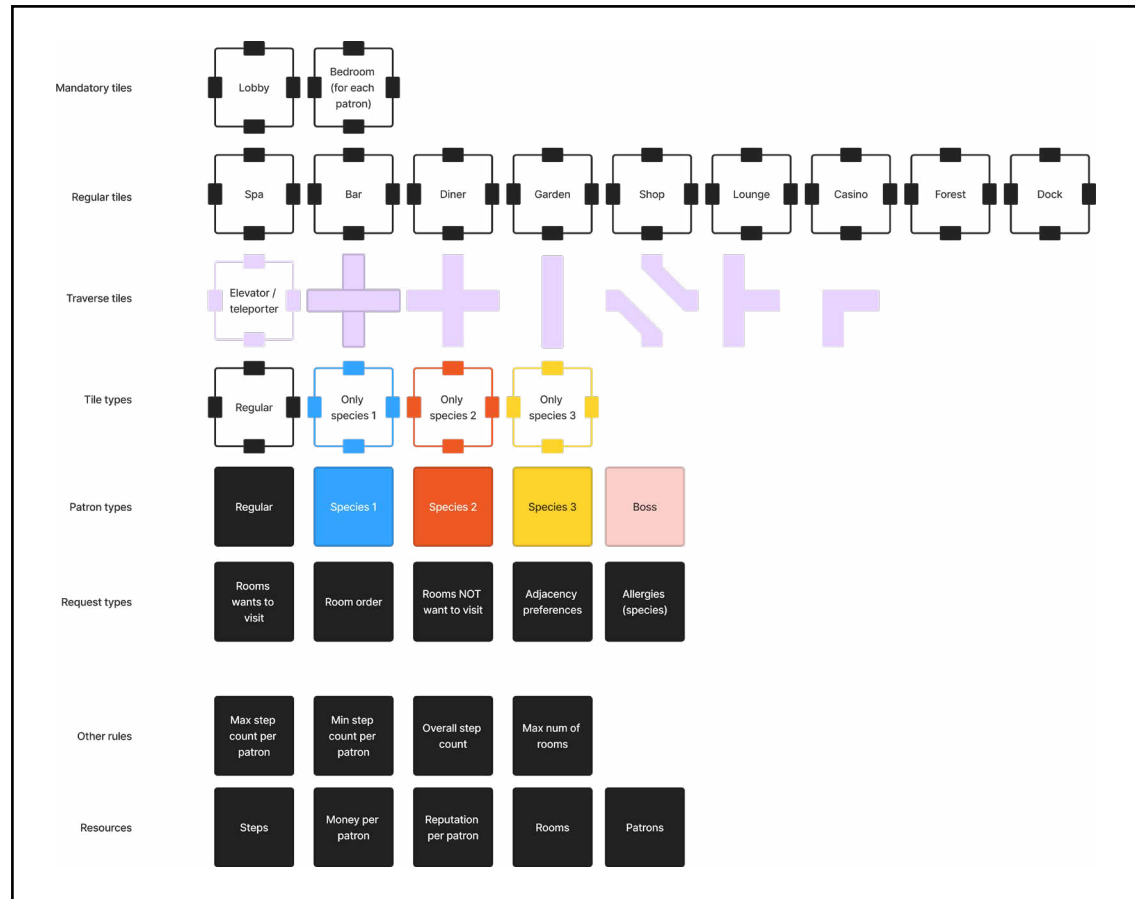 Mandatory tiles
Lobby
Bedroom
(for each
patron)
Regular tiles
Spa
Bar
Diner
Garden
Shop
Lounge
Casino
Forest
Dock
Traverse tiles
Elevator /
teleporter
Tile types
Regular
Only
species 1
Only
species 2
Only
species 3
Patron types
Regular
Species 1
Species 2
Species 3
Boss
Request types
Rooms
wants to
visit
Room order
Rooms NOT
want to visit
Adjacency
preferences
Allergies
(species)
Other rules
Max step
count per
patron
Min step
count per
patron
Overall step
count
Max num of
rooms
Resources
Steps
Money per
patron
Reputation
per patron
Rooms
Patrons